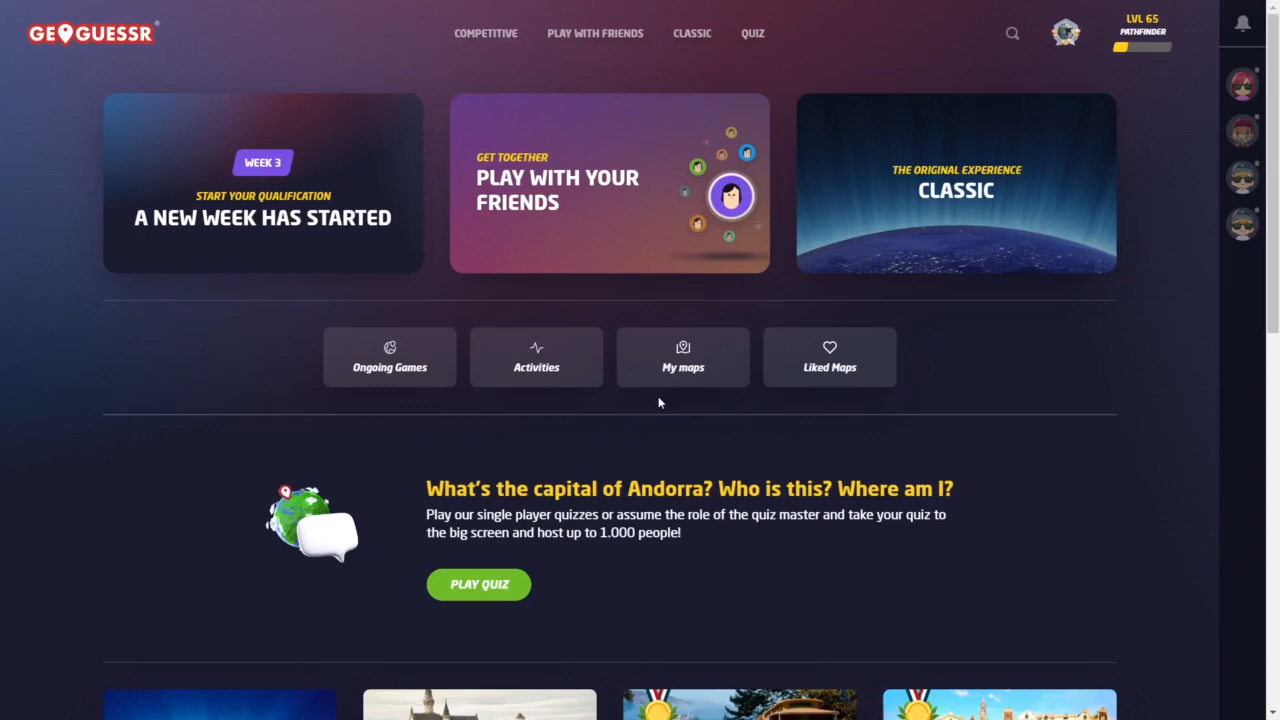 GEOGUESSR
COMPETITIVE
PLAY WITH FRIENDS
CLASSIC
QUIZ
LVL 65
PATHFINDER
WEEK 3
START YOUR QUALIFICATION
A NEW WEEK HAS STARTED
GET TOGETHER
PLAY WITH YOUR
FRIENDS
THE ORIGINAL EXPERIENCE
CLASSIC
Ongoing Games
Activities
My maps
Liked Maps
What's the capital of Andorra? Who is this? Where am I?
Play our single player quizzes or assume the role of the quiz master and take your quiz to
the big screen and host up to 1.000 people!
PLAY QUIZ